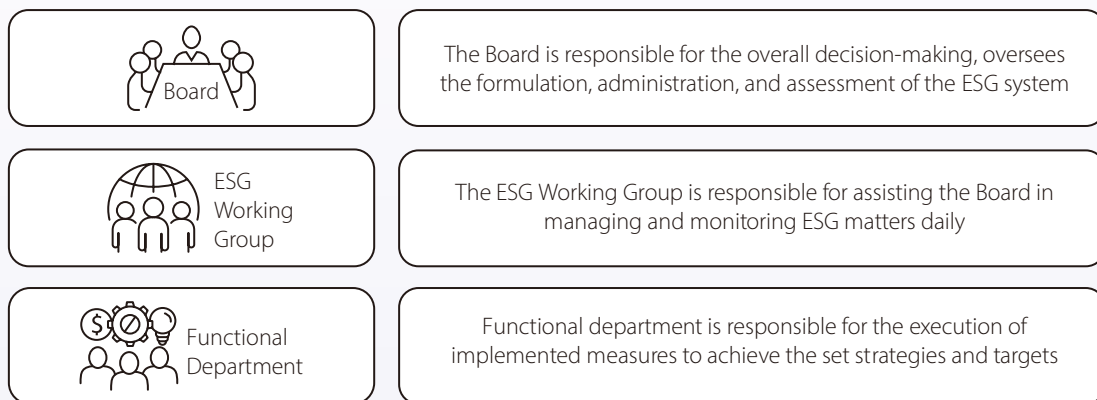 Board
The Board is responsible for the overall decision-making, oversees
the formulation, administration, and assessment of the ESG system
ESG
Working
Group
The ESG Working Group is responsible for assisting the Board in
managing and monitoring ESG matters daily
$
Functional
Department
Functional department is responsible for the execution of
implemented measures to achieve the set strategies and targets